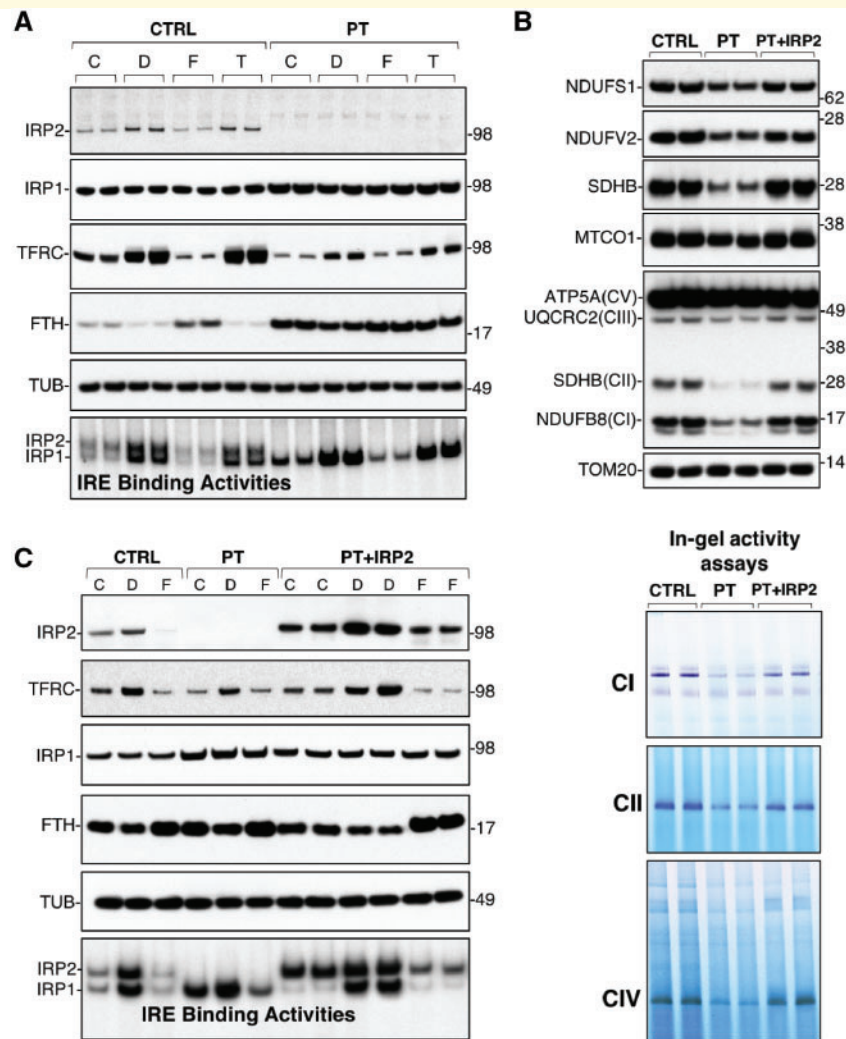 A
CTRL PT
C D F T C D F T
IRP2- -98
IRP1- -98
TFRC- -98
FTH- -17
TUB- -49
IRP2-
IRP1-
IRE Binding Activities
B
CTRL PT PT+IRP2
NDUFS1- -62
NDUFV2- -28
SDHB- -28
MTCO1- -38
ATP5A(CV)-
UQCRC2(CIII)- -49
-38
SDHB(CII)- -28
NDUFB8(CI)- -17
TOM20- -14
C
CTRL PT PT+IRP2
C D F C D F C C D D F F
IRP2- -98
TFRC- -98
IRP1- -98
FTH- -17
TUB- -49
IRP2-
IRP1-
IRE Binding Activities
In-gel activity
assays
CTRL PT PT+IRP2
CI
CII
CIV